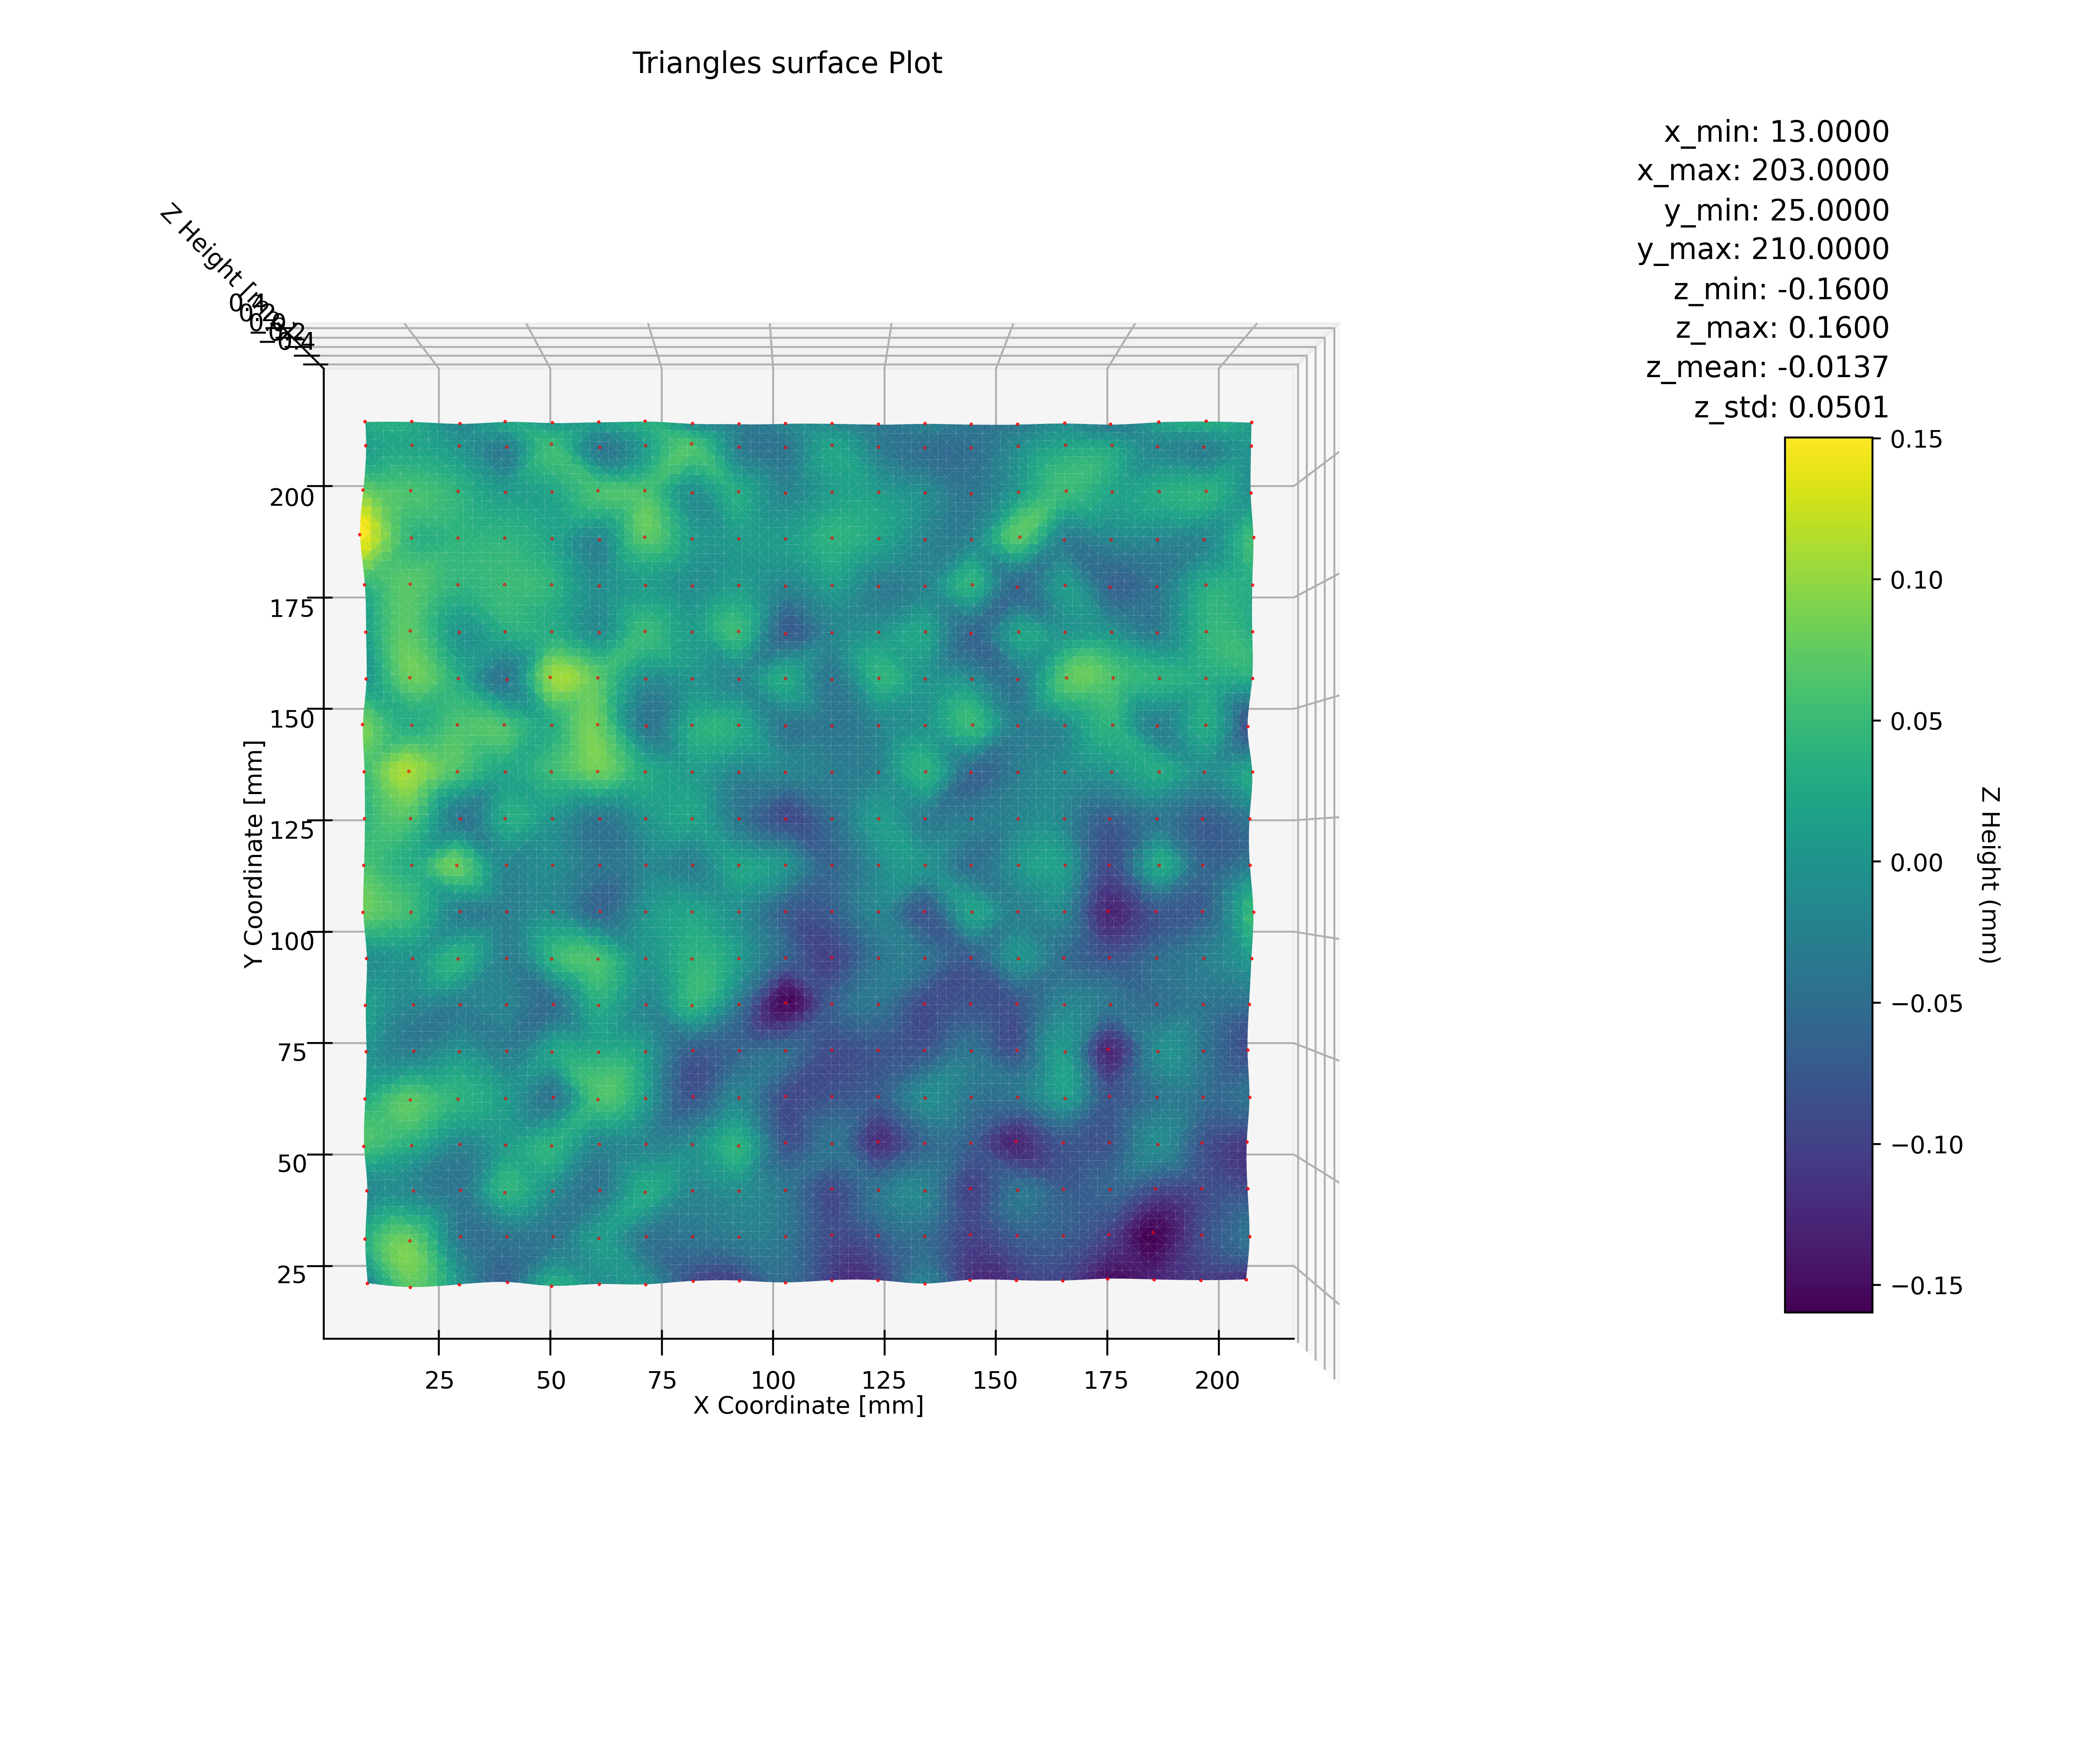 Triangles surface Plot
x_min: 13.0000
x_max: 203.0000
y_min: 25.0000
y_max: 210.0000
z_min: -0.1600
z_max: 0.1600
z_mean: -0.0137
z_std: 0.0501
Z Height
200
175
150
125
100
75
50
25
Y Coordinate [mm]
25 50 75 100 125 150 175 200
X Coordinate [mm]
0.15
0.10
0.05
0.00
−0.05
−0.10
−0.15
Z Height (mm)